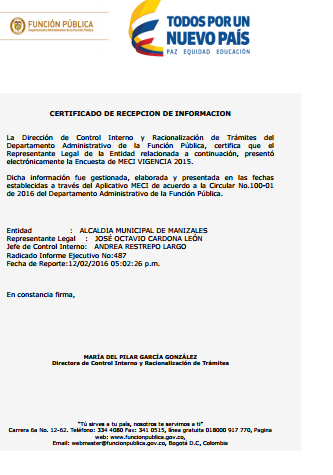 FUNCIÓN PÚBLICA
Departamento Administrativo de la Función Pública
TODOS POR UN
NUEVO PAÍS
PAZ EQUIDAD EDUCACIÓN
CERTIFICADO DE RECEPCION DE INFORMACION
La Dirección de Control Interno y Racionalización de Trámites del
Departamento Administrativo de la Función Pública, certifica que el
Representante Legal de la Entidad relacionada a continuación, presentó
electrónicamente la Encuesta de MECI VIGENCIA 2015.
Dicha información fue gestionada, elaborada y presentada en las fechas
establecidas a través del Aplicativo MECI de acuerdo a la Circular No.100-01
de 2016 del Departamento Administrativo de la Función Pública.
Entidad : ALCALDIA MUNICIPAL DE MANIZALES
Representante Legal : JOSÉ OCTAVIO CARDONA LEÓN
Jefe de Control Interno: ANDREA RESTREPO LARGO
Radicado Informe Ejecutivo No:487
Fecha de Reporte:12/02/2016 05:02:26 p.m.
En constancia firma,
MARÍA DEL PILAR GARCÍA GONZÁLEZ
Directora de Control Interno y Racionalización de Trámites
"Tú sirves a tu país, nosotros te servimos a ti"
Carrera 6a No. 12-62. Teléfono: 334 4080 Fax: 341 0515, línea gratuita 018000 917 770, Pagina
web: www.funcionpublica.gov.co,
Email: webmaster@funcionpublica.gov.co, Bogotá D.C, Colombia